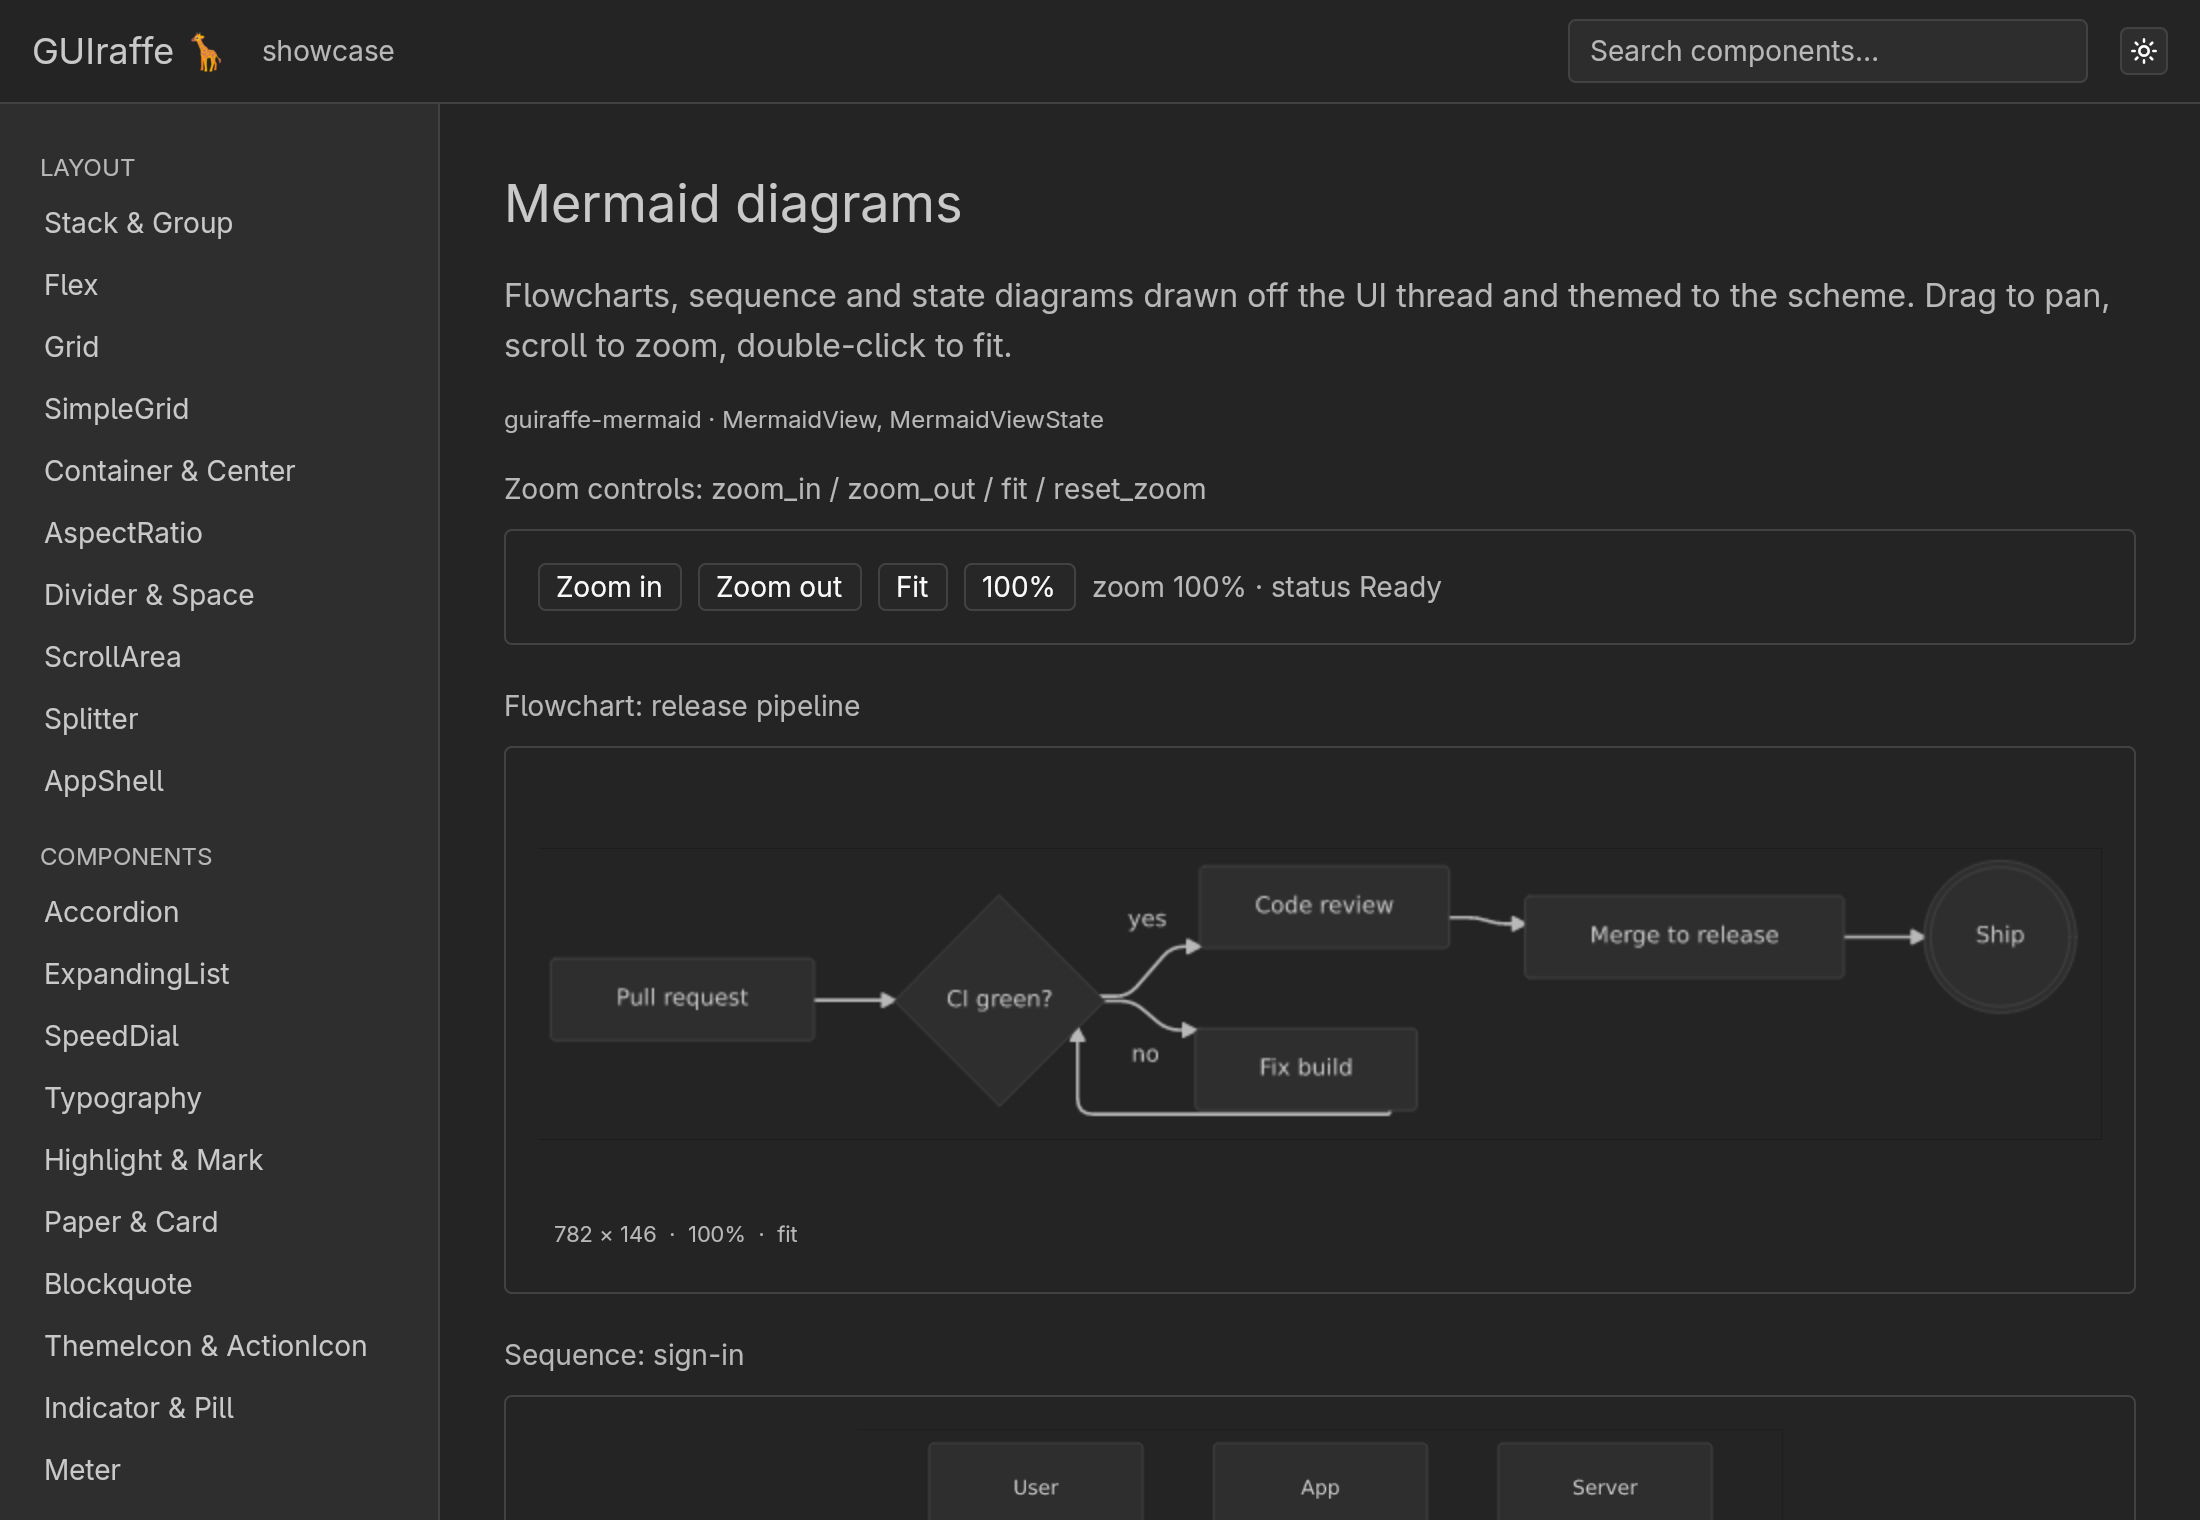 GUIraffe 🦒 showcase
Search components...
LAYOUT
Stack & Group
Flex
Grid
SimpleGrid
Container & Center
AspectRatio
Divider & Space
ScrollArea
Splitter
AppShell
COMPONENTS
Accordion
ExpandingList
SpeedDial
Typography
Highlight & Mark
Paper & Card
Blockquote
ThemeIcon & ActionIcon
Indicator & Pill
Meter
Mermaid diagrams
Flowcharts, sequence and state diagrams drawn off the UI thread and themed to the scheme. Drag to pan,
scroll to zoom, double-click to fit.
guiraffe-mermaid · MermaidView, MermaidViewState
Zoom controls: zoom_in / zoom_out / fit / reset_zoom
Zoom in Zoom out Fit 100% zoom 100% · status Ready
Flowchart: release pipeline
Pull request
CI green?
yes
no
Code review
Fix build
Merge to release
Ship
782 × 146 · 100% · fit
Sequence: sign-in
User
App
Server